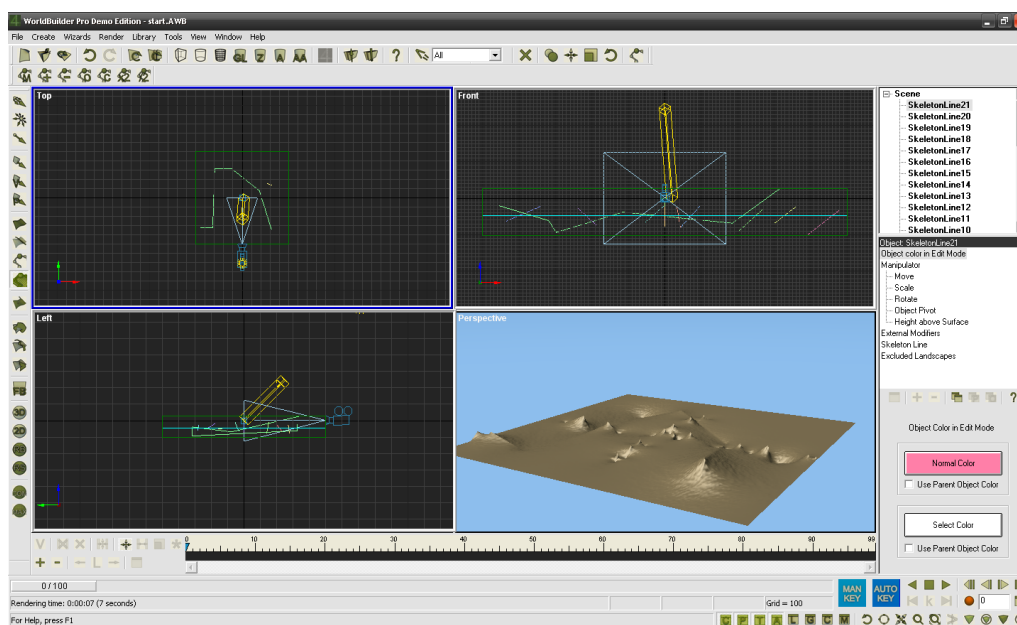 WorldBuilder Pro Demo Edition - start.AWB
File Create Wizards Render Library Tools View Window Help
GL Z A AA ? All
Top
Front
Left
Perspective
FB
3D
2D
Scene
SkeletonLine21
SkeletonLine20
SkeletonLine19
SkeletonLine18
SkeletonLine17
SkeletonLine16
SkeletonLine15
SkeletonLine14
SkeletonLine13
SkeletonLine12
SkeletonLine11
SkeletonLine10
Object: SkeletonLine21
Object color in Edit Mode
Manipulator
Move
Scale
Rotate
Object Pivot
Height above Surface
External Modifiers
Skeleton Line
Excluded Landscapes
?
Object Color in Edit Mode
Normal Color
Use Parent Object Color
Select Color
Use Parent Object Color
0 10 20 30 40 50 60 70 80 90 99
0 / 100
MAN KEY AUTO KEY
Rendering time: 0:00:07 (7 seconds) Grid = 100 k 0
For Help, press F1 C P T A L G C M